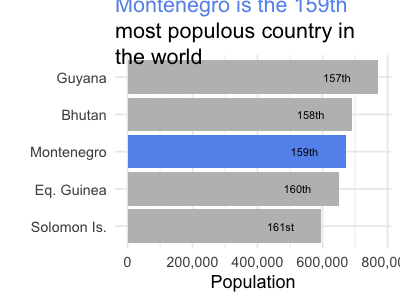 Montenegro is the 159th
most populous country in
the world
Guyana 157th
Bhutan 158th
Montenegro 159th
Eq. Guinea 160th
Solomon Is. 161st
0 200,000 400,000 600,000 800,00
Population